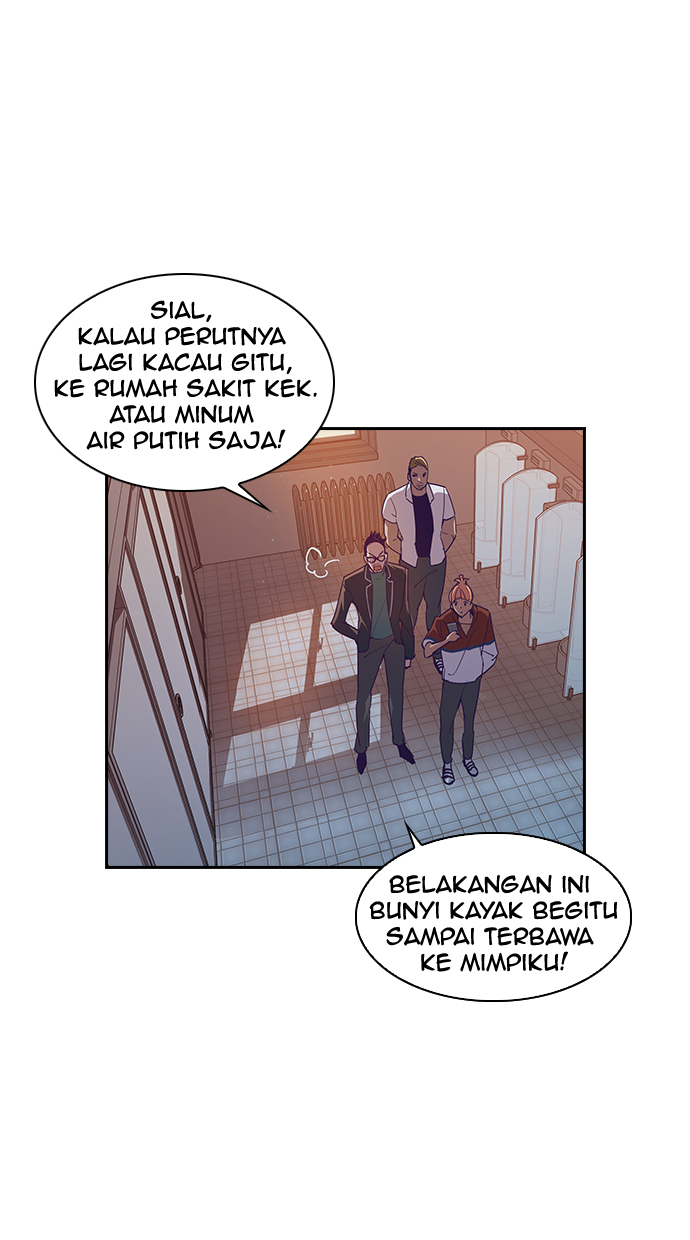 SIAL,
KALAU PERUTNYA
LAGI KACAU GITU,
KE RUMAH SAKIT KEK.
ATAU MINUM
AIR PUTIH SAJA!
BELAKANGAN INI
BUNYI KAYAK BEGITU
SAMPAI TERBAWA
KE MIMPIKU!